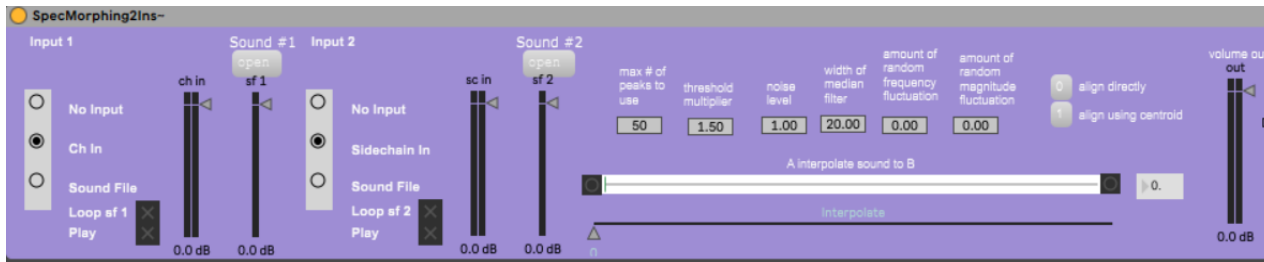 SpecMorphing2Ins~
Input 1
Sound #1
open
ch in
sf 1
No Input
Ch In
Sound File
Loop sf 1
Play
0.0 dB
0.0 dB
Input 2
Sound #2
open
sc in
sf 2
No Input
Sidechain In
Sound File
Loop sf 2
Play
0.0 dB
0.0 dB
max # of
peaks to
use
50
threshold
multiplier
1.50
noise
level
1.00
width of
median
filter
20.00
amount of
random
frequency
fluctuation
0.00
amount of
random
magnitude
fluctuation
0.00
0 align directly
1 align using centroid
A interpolate sound to B
0.
Interpolate
volume ou
out
0.0 dB